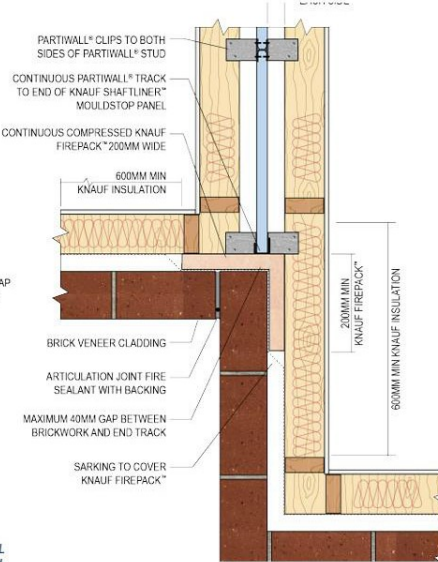 PARTIWALL® CLIPS TO BOTH
SIDES OF PARTIWALL® STUD
CONTINUOUS PARTIWALL® TRACK
TO END OF KNAUF SHAFTLINER™
MOULDSTOP PANEL
CONTINUOUS COMPRESSED KNAUF
FIREPACK™ 200MM WIDE
600MM MIN
KNAUF INSULATION
AP
BRICK VENEER CLADDING
ARTICULATION JOINT FIRE
SEALANT WITH BACKING
MAXIMUM 40MM GAP BETWEEN
BRICKWORK AND END TRACK
SARKING TO COVER
KNAUF FIREPACK™
200MM MIN
KNAUF FIREPACK™
600MM MIN KNAUF INSULATION